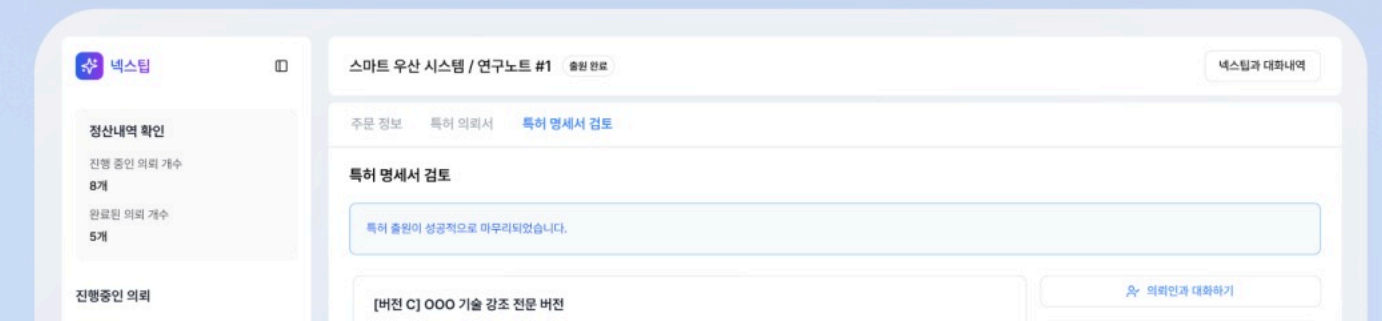 넥스팁
정산내역 확인
진행 중인 의뢰 개수
8개
완료된 의뢰 개수
5개
진행중인 의뢰
스마트 우산 시스템 / 연구노트 #1 출원 완료
넥스팁과 대화내역
주문 정보 특허 의뢰서 특허 명세서 검토
특허 명세서 검토
특허 출원이 성공적으로 마무리되었습니다.
[버전 C] OOO 기술 강조 전문 버전
의뢰인과 대화하기